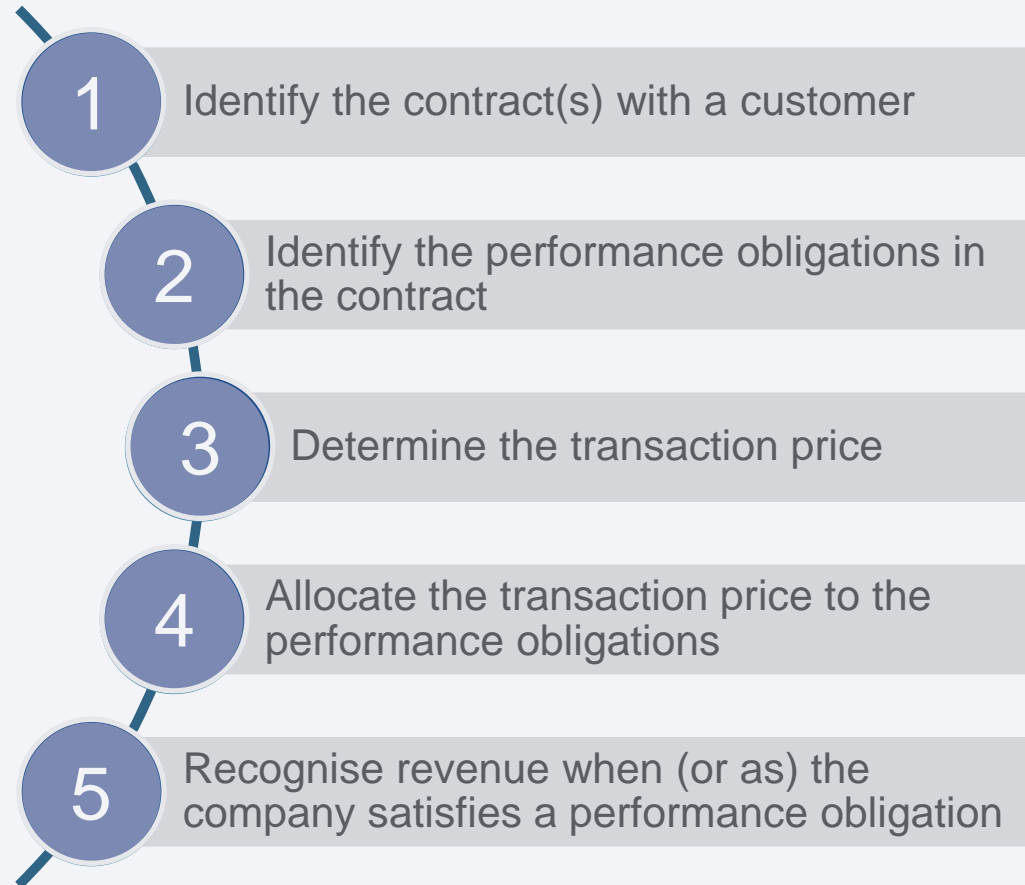 1
Identify the contract(s) with a customer
2
Identify the performance obligations in
the contract
3
Determine the transaction price
4
Allocate the transaction price to the
performance obligations
5
Recognise revenue when (or as) the
company satisfies a performance obligation